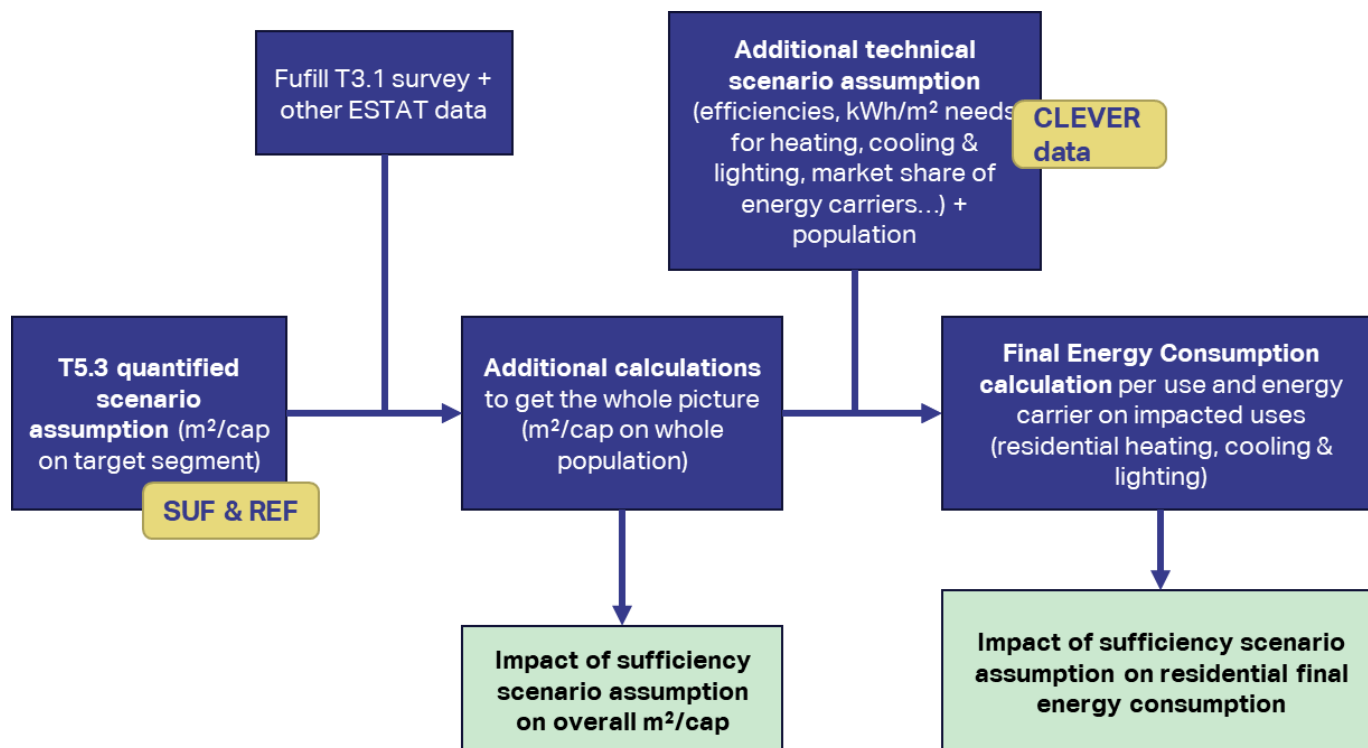 Fufill T3.1 survey +
other ESTAT data
Additional technical
scenario assumption
(efficiencies, kWh/m² needs
for heating, cooling &
lighting, market share of
energy carriers...) +
population
CLEVER
data
T5.3 quantified
scenario
assumption (m²/cap
on target segment)
SUF & REF
Additional calculations
to get the whole picture
(m²/cap on whole
population)
Final Energy Consumption
calculation per use and energy
carrier on impacted uses
(residential heating, cooling &
lighting)
Impact of sufficiency
scenario assumption
on overall m²/cap
Impact of sufficiency scenario
assumption on residential final
energy consumption